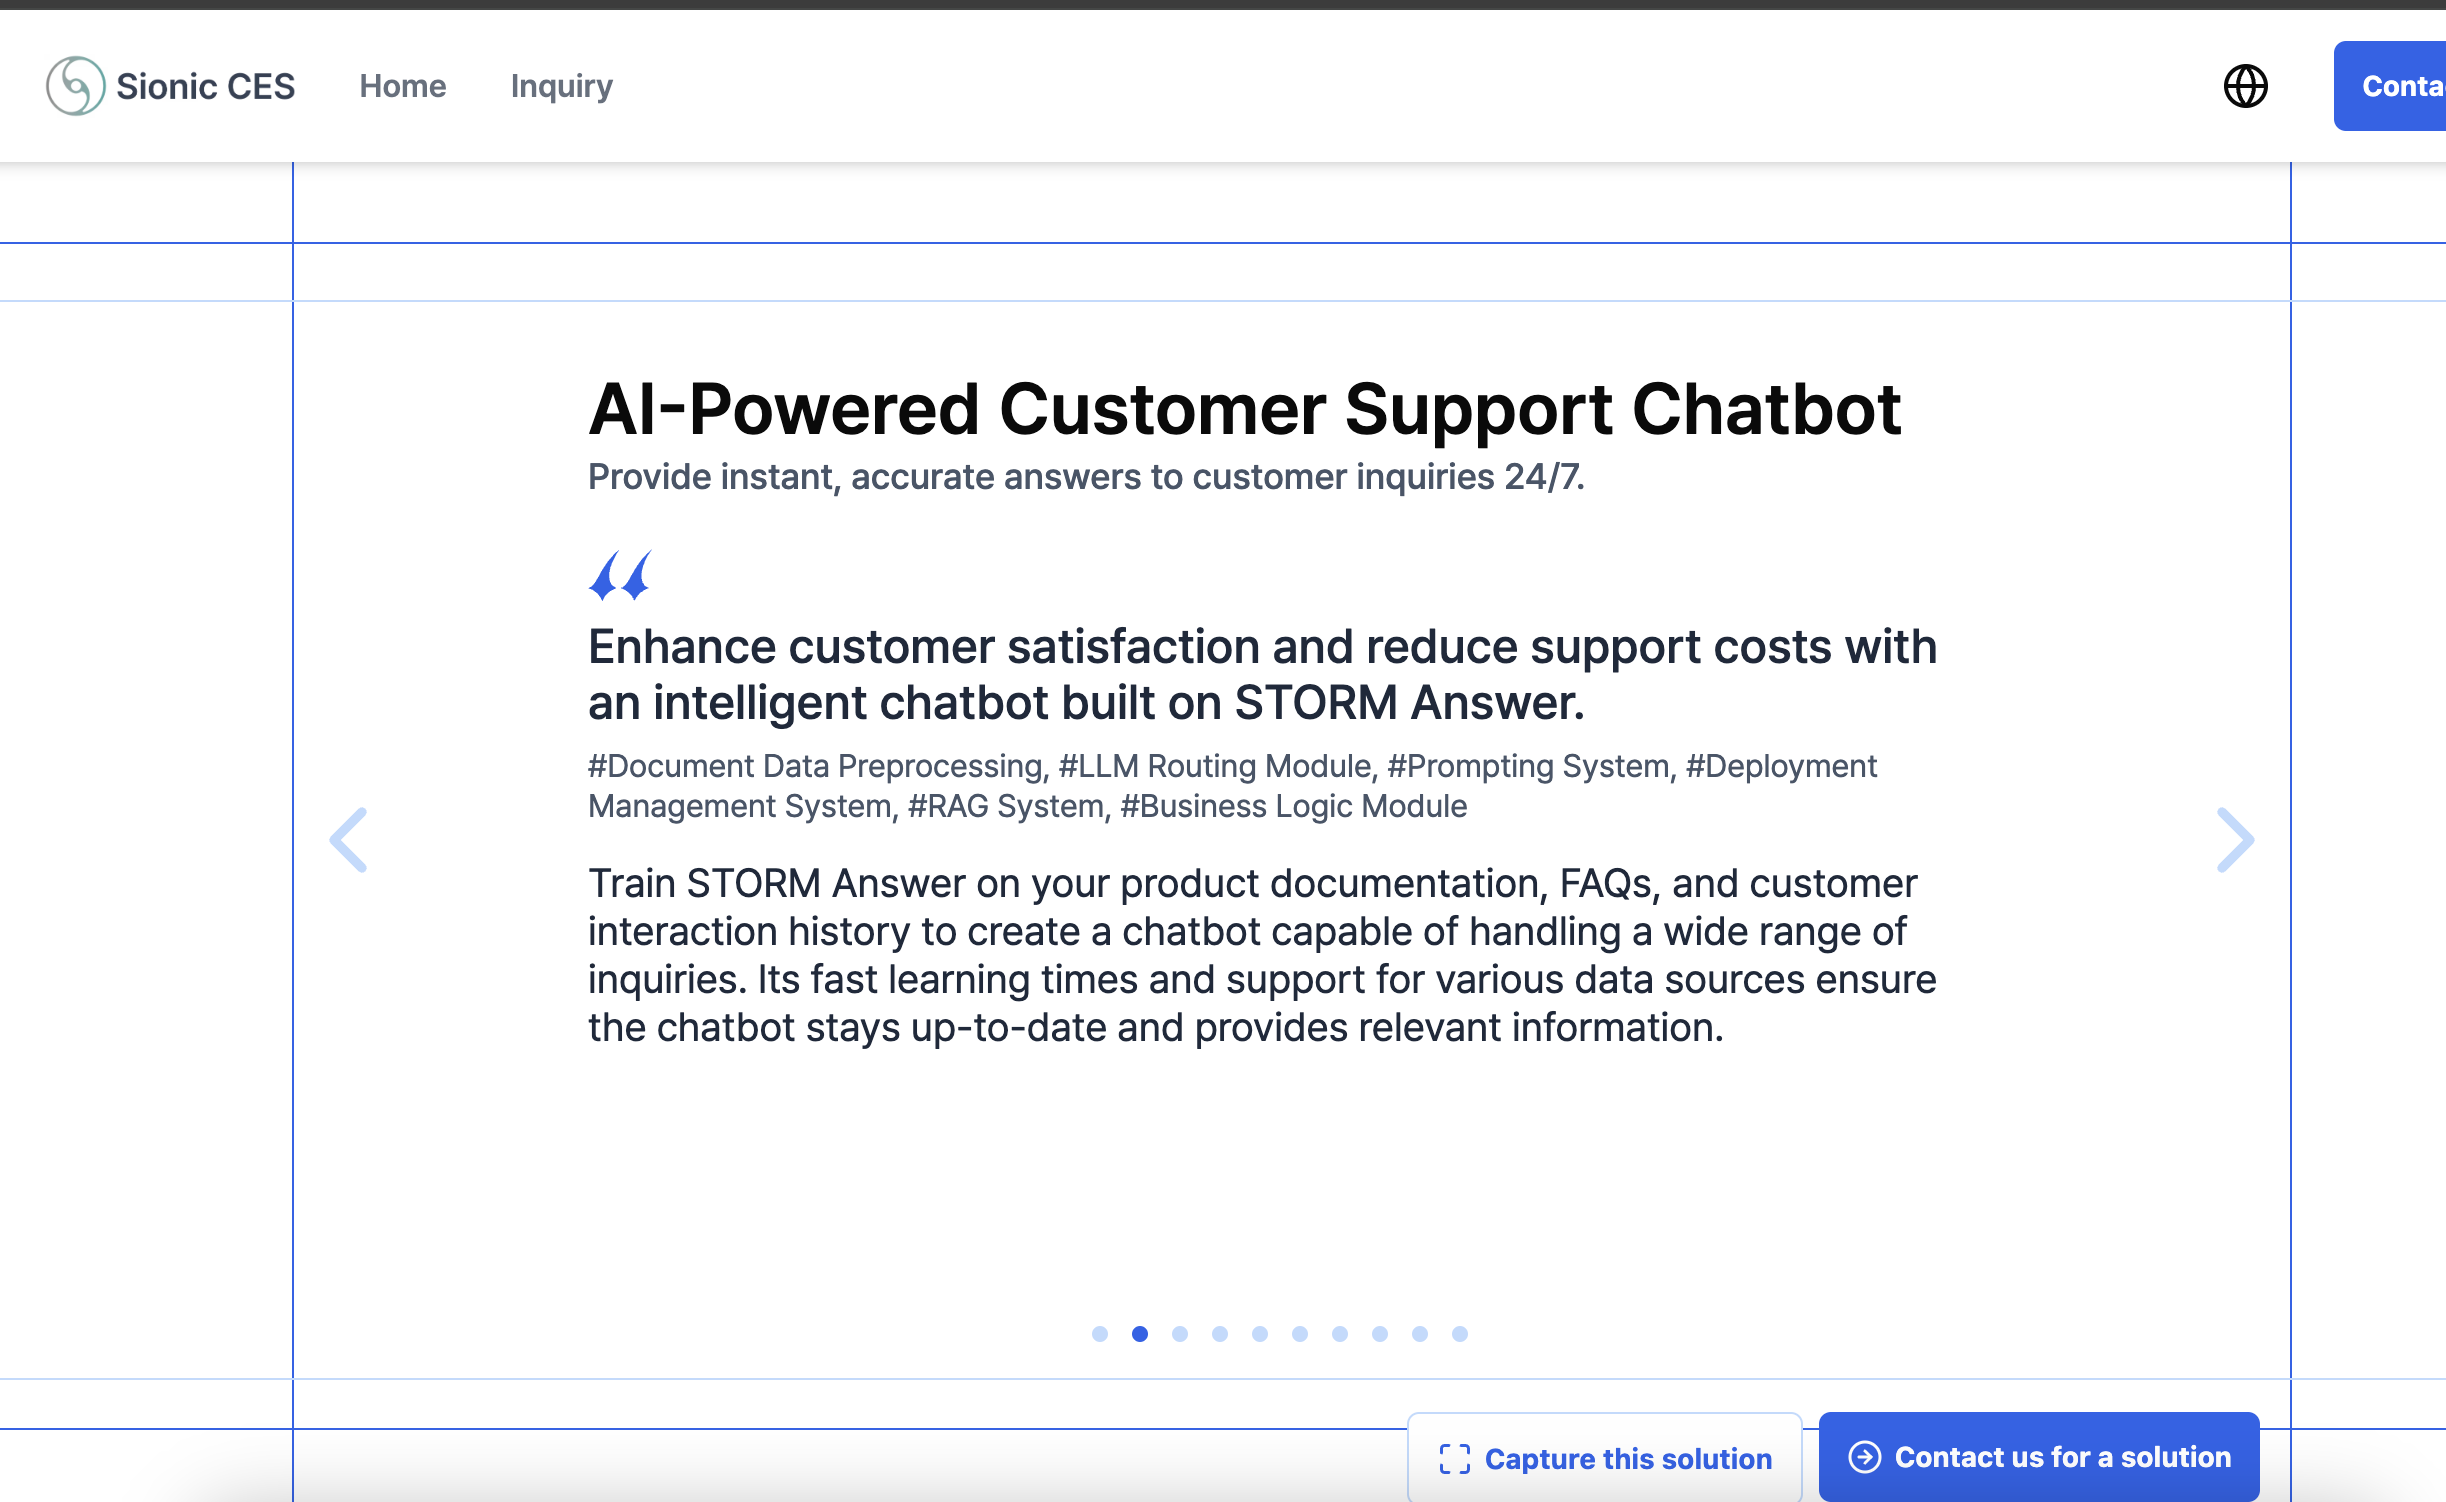 Sionic CES
Home
Inquiry
AI-Powered Customer Support Chatbot
Provide instant, accurate answers to customer inquiries 24/7.
Enhance customer satisfaction and reduce support costs with
an intelligent chatbot built on STORM Answer.
#Document Data Preprocessing, #LLM Routing Module, #Prompting System, #Deployment
Management System, #RAG System, #Business Logic Module
Train STORM Answer on your product documentation, FAQs, and customer
interaction history to create a chatbot capable of handling a wide range of
inquiries. Its fast learning times and support for various data sources ensure
the chatbot stays up-to-date and provides relevant information.
Capture this solution
Contact us for a solution